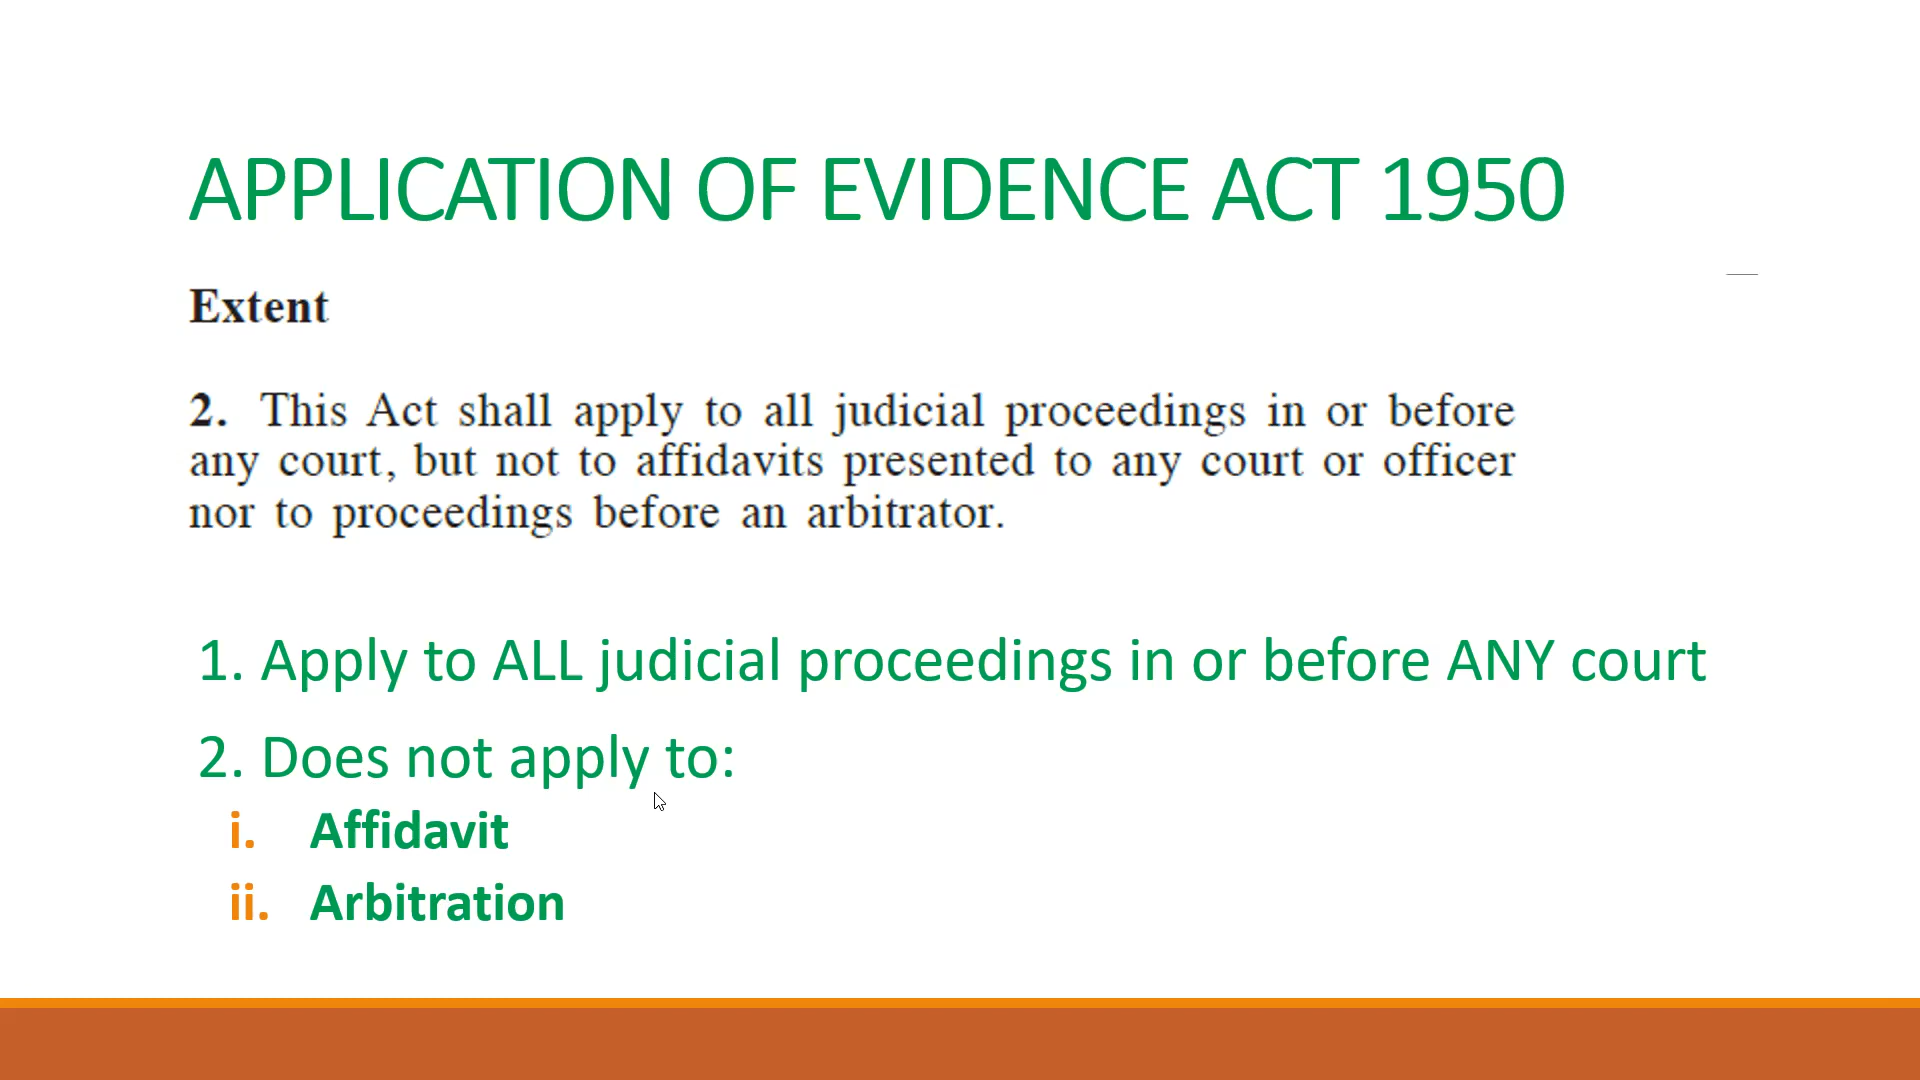 APPLICATION OF EVIDENCE ACT 1950
Extent
2. This Act shall apply to all judicial proceedings in or before
any court, but not to affidavits presented to any court or officer
nor to proceedings before an arbitrator.
1. Apply to ALL judicial proceedings in or before ANY court
2. Does not apply to:
i. Affidavit
ii. Arbitration